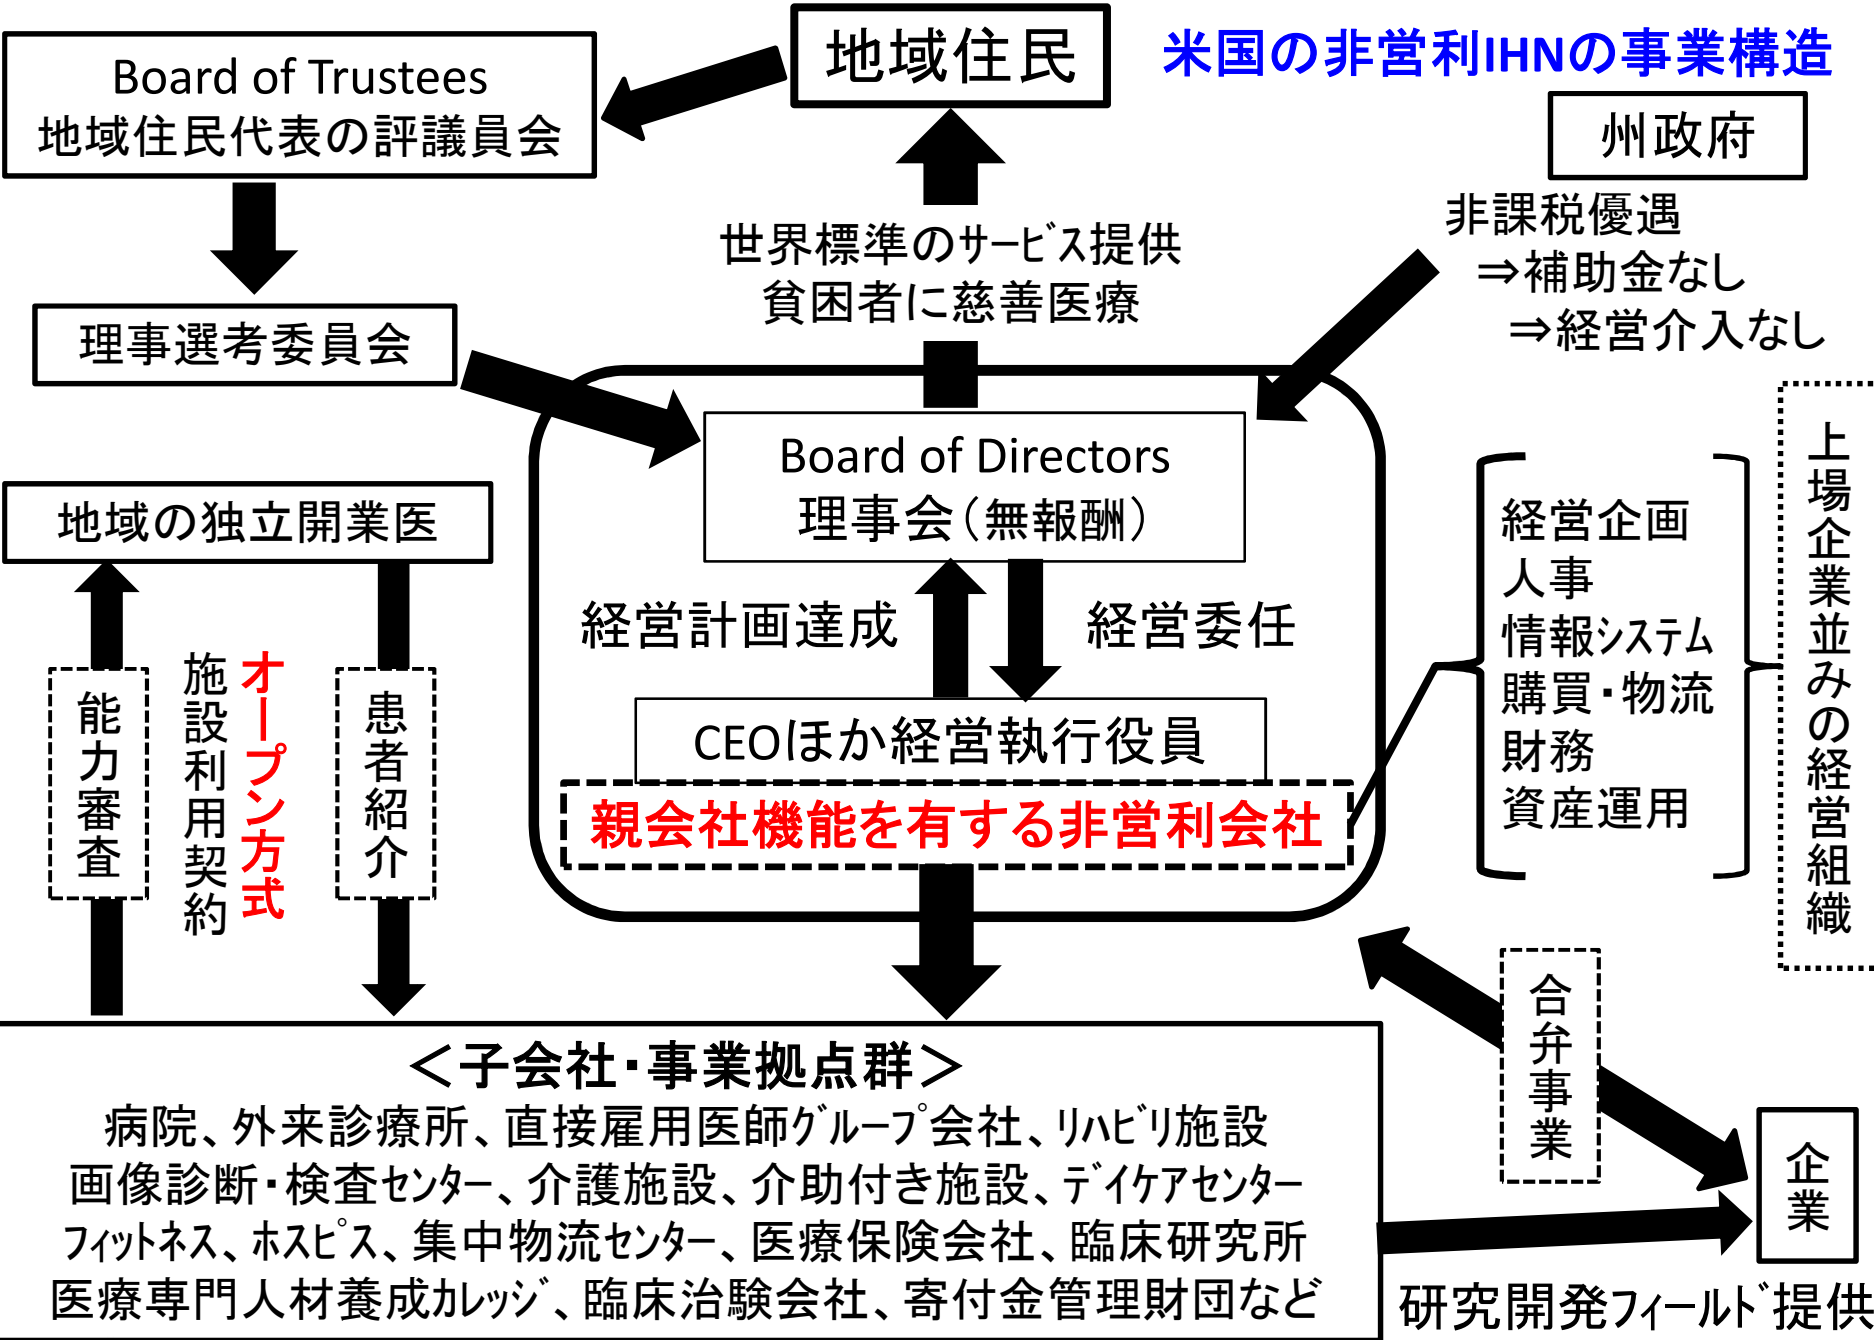 米国の非営利IHNの事業構造
地域住民
Board of Trustees
地域住民代表の評議員会
州政府
非課税優遇
⇒補助金なし
⇒経営介入なし
世界標準のｻｰﾋﾞｽ提供
貧困者に慈善医療
理事選考委員会
Board of Directors
理事会（無報酬）
地域の独立開業医
経営計画達成
経営委任
CEOほか経営執行役員
親会社機能を有する非営利会社
能力審査
施設利用契約
オープン方式
患者紹介
経営企画
人事
情報ｼｽﾃﾑ
購買・物流
財務
資産運用
上場企業並みの経営組織
合弁事業
企業
＜子会社・事業拠点群＞
病院、外来診療所、直接雇用医師ｸﾞﾙｰﾌﾟ会社、ﾘﾊﾋﾞﾘ施設
画像診断・検査ｾﾝﾀｰ、介護施設、介助付き施設、ﾃﾞｲｹｱｾﾝﾀｰ
ﾌｨｯﾄﾈｽ、ﾎｽﾋﾟｽ、集中物流ｾﾝﾀｰ、医療保険会社、臨床研究所
医療専門人材養成ｶﾚｯｼﾞ、臨床治験会社、寄付金管理財団など
研究開発ﾌｨｰﾙﾄﾞ提供